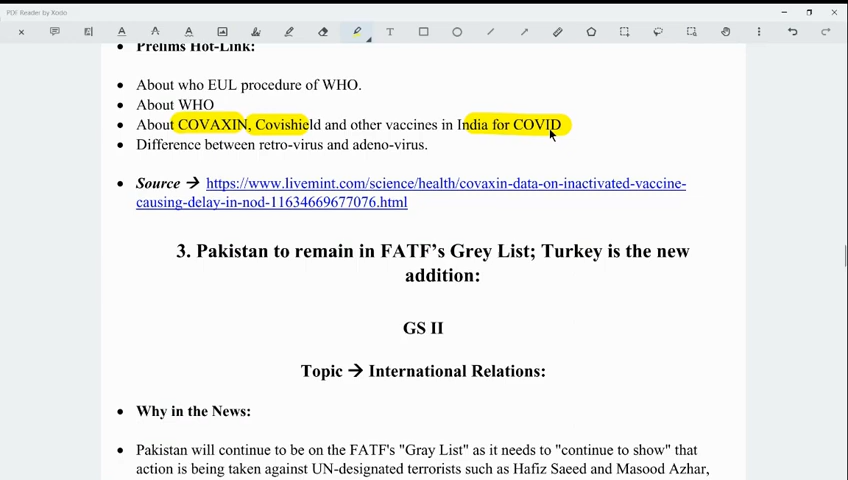 PDF Reader by Xodo
T
Prelims Hot-Link:
• About who EUL procedure of WHO.
• About WHO
• About COVAXIN, Covishield and other vaccines in India for COVID
• Difference between retro-virus and adeno-virus.
• Source → https://www.livemint.com/science/health/covaxin-data-on-inactivated-vaccine-
causing-delay-in-nod-11634669677076.html
3. Pakistan to remain in FATF’s Grey List; Turkey is the new
addition:
GS II
Topic → International Relations:
• Why in the News:
• Pakistan will continue to be on the FATF's "Gray List" as it needs to "continue to show" that
action is being taken against UN-designated terrorists such as Hafiz Saeed and Masood Azhar,